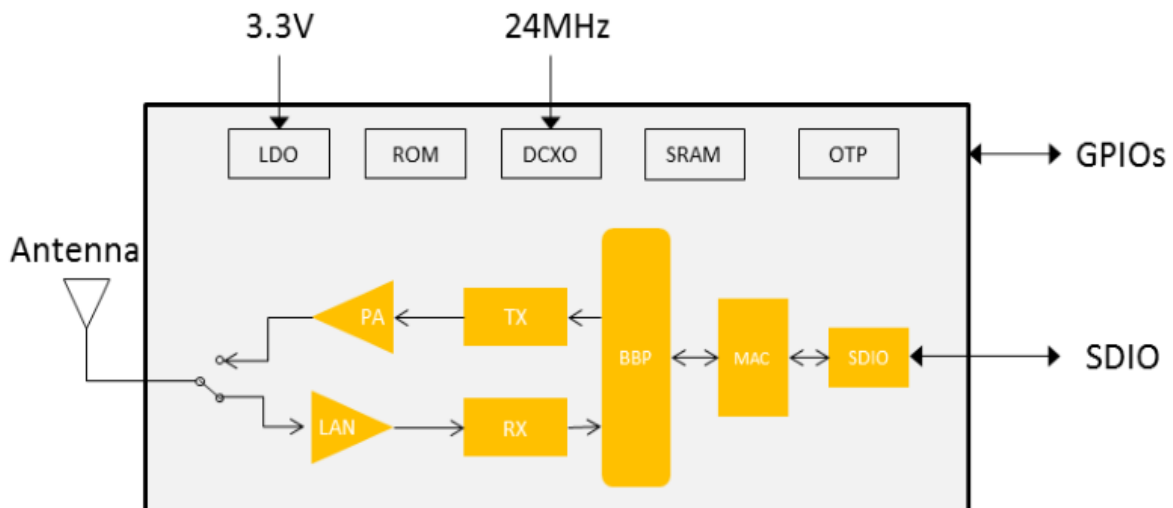 3.3V
24MHz
LDO
ROM
DCXO
SRAM
OTP
GPIOs
Antenna
PA
TX
BBP
MAC
SDIO
SDIO
LAN
RX